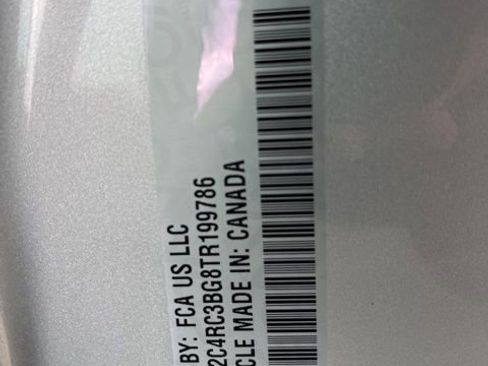 BY: FCA US LLC
2C4RC3BG8TR199786
CLE MADE IN: CANADA